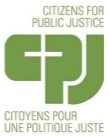 CITIZENS FOR
PUBLIC JUSTICE
cpj
CITOYENS POUR
UNE POLITIQUE JUSTE